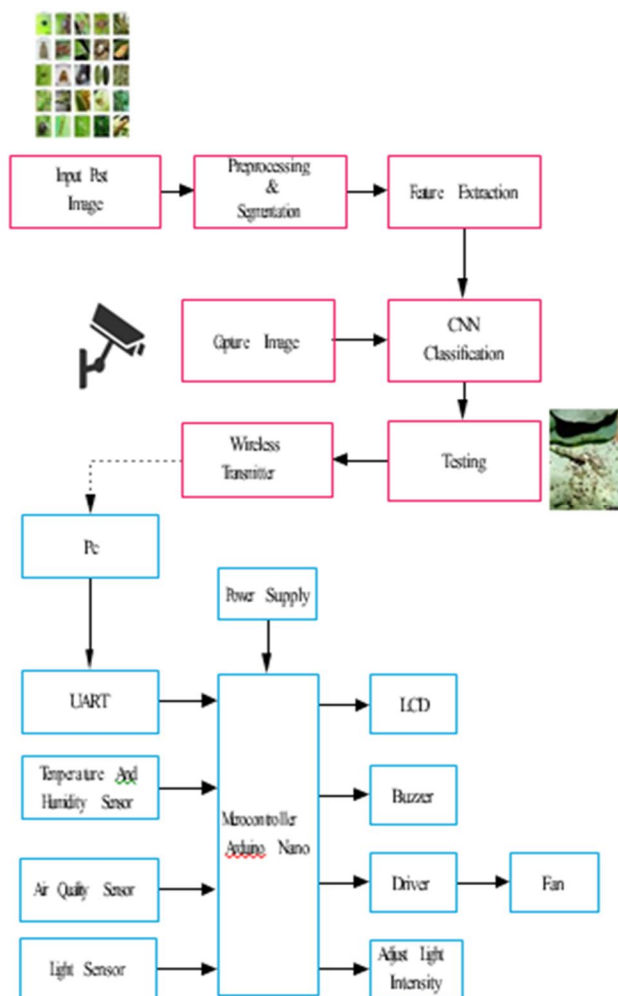 Input Pest
Image
Preprocessing
&
Segmentation
Feature Extraction
Capture Image
CNN
Classification
Wireless
Transmitter
Testing
Pc
Power Supply
UART
LCD
Temperature And
Humidity Sensor
Microcontroller
Arduino Nano
Buzzer
Air Quality Sensor
Driver
Fan
Light Sensor
Adjust Light
Intensity